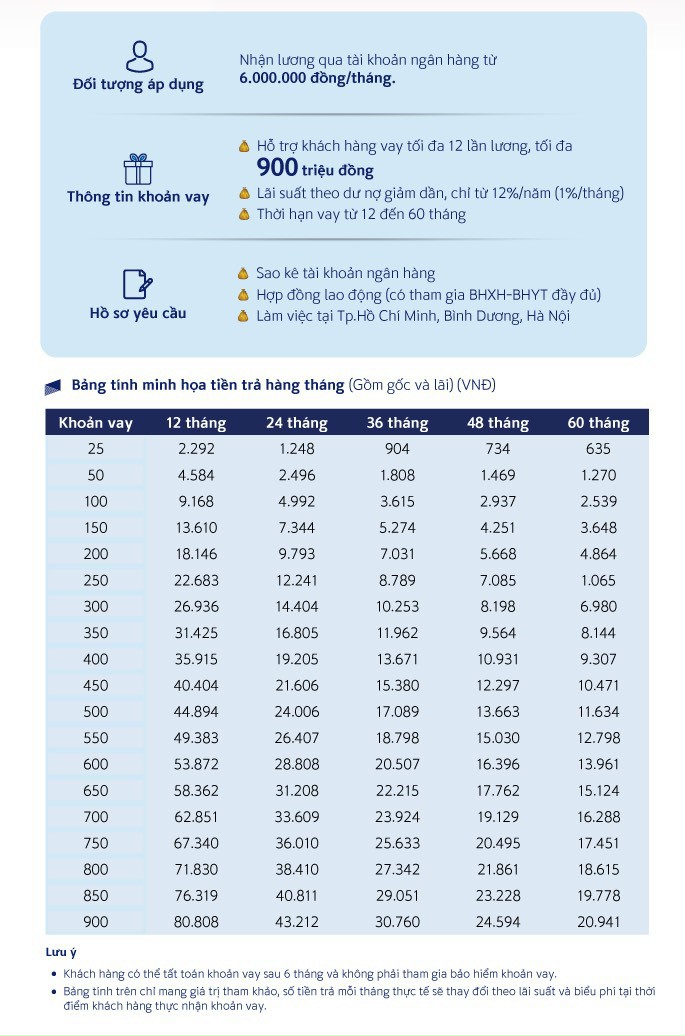 Đối tượng áp dụng
Nhận lương qua tài khoản ngân hàng từ
6.000.000 đồng/tháng.
Thông tin khoản vay
Hỗ trợ khách hàng vay tối đa 12 lần lương, tối đa
900 triệu đồng
Lãi suất theo dư nợ giảm dần, chỉ từ 12%/năm (1%/tháng)
Thời hạn vay từ 12 đến 60 tháng
Hồ sơ yêu cầu
Sao kê tài khoản ngân hàng
Hợp đồng lao động (có tham gia BHXH-BHYT đầy đủ)
Làm việc tại Tp.Hồ Chí Minh, Bình Dương, Hà Nội
Bảng tính minh họa tiền trả hàng tháng (Gồm gốc và lãi) (VNĐ)
Khoản vay 12 tháng 24 tháng 36 tháng 48 tháng 60 tháng
25 2.292 1.248 904 734 635
50 4.584 2.496 1.808 1.469 1.270
100 9.168 4.992 3.615 2.937 2.539
150 13.610 7.344 5.274 4.251 3.648
200 18.146 9.793 7.031 5.668 4.864
250 22.683 12.241 8.789 7.085 1.065
300 26.936 14.404 10.253 8.198 6.980
350 31.425 16.805 11.962 9.564 8.144
400 35.915 19.205 13.671 10.931 9.307
450 40.404 21.606 15.380 12.297 10.471
500 44.894 24.006 17.089 13.663 11.634
550 49.383 26.407 18.798 15.030 12.798
600 53.872 28.808 20.507 16.396 13.961
650 58.362 31.208 22.215 17.762 15.124
700 62.851 33.609 23.924 19.129 16.288
750 67.340 36.010 25.633 20.495 17.451
800 71.830 38.410 27.342 21.861 18.615
850 76.319 40.811 29.051 23.228 19.778
900 80.808 43.212 30.760 24.594 20.941
Lưu ý
• Khách hàng có thể tất toán khoản vay sau 6 tháng và không phải tham gia bảo hiểm khoản vay.
• Bảng tính trên chỉ mang giá trị tham khảo, số tiền trả mỗi tháng thực tế sẽ thay đổi theo lãi suất và biểu phí tại thời
điểm khách hàng thực nhận khoản vay.